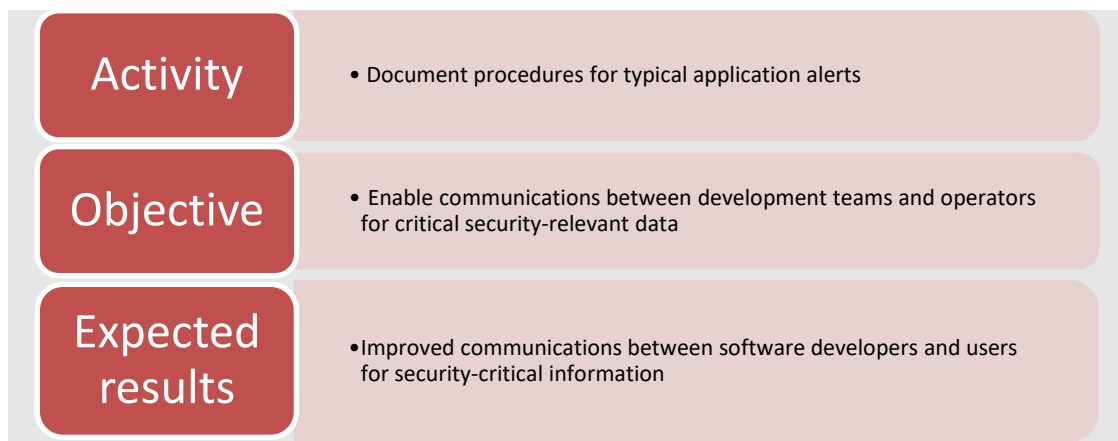 Activity
• Document procedures for typical application alerts
Objective
• Enable communications between development teams and operators
for critical security-relevant data
Expected
results
•Improved communications between software developers and users
for security-critical information